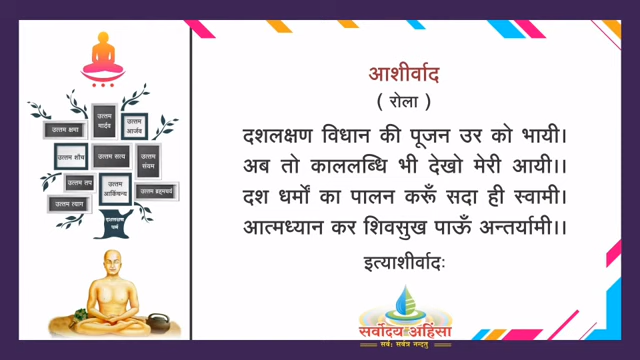 उत्तम क्षमा
उत्तम मार्दव
उत्तम आर्जव
उत्तम शौच
उत्तम सत्य
उत्तम संयम
उत्तम तप
उत्तम आकिंचन्य
उत्तम ब्रह्मचर्य
उत्तम त्याग
दशलक्षण धर्म
आशीर्वाद
( रोला )
दशलक्षण विधान की पूजन उर को भायी।
अब तो काललब्धि भी देखो मेरी आयी।।
दश धर्मों का पालन करूँ सदा ही स्वामी।
आत्मध्यान कर शिवसुख पाऊँ अन्तर्यामी।।
इत्याशीर्वादः
सर्वोदय अहिंसा
सर्वे: सर्वत्र नन्दतु